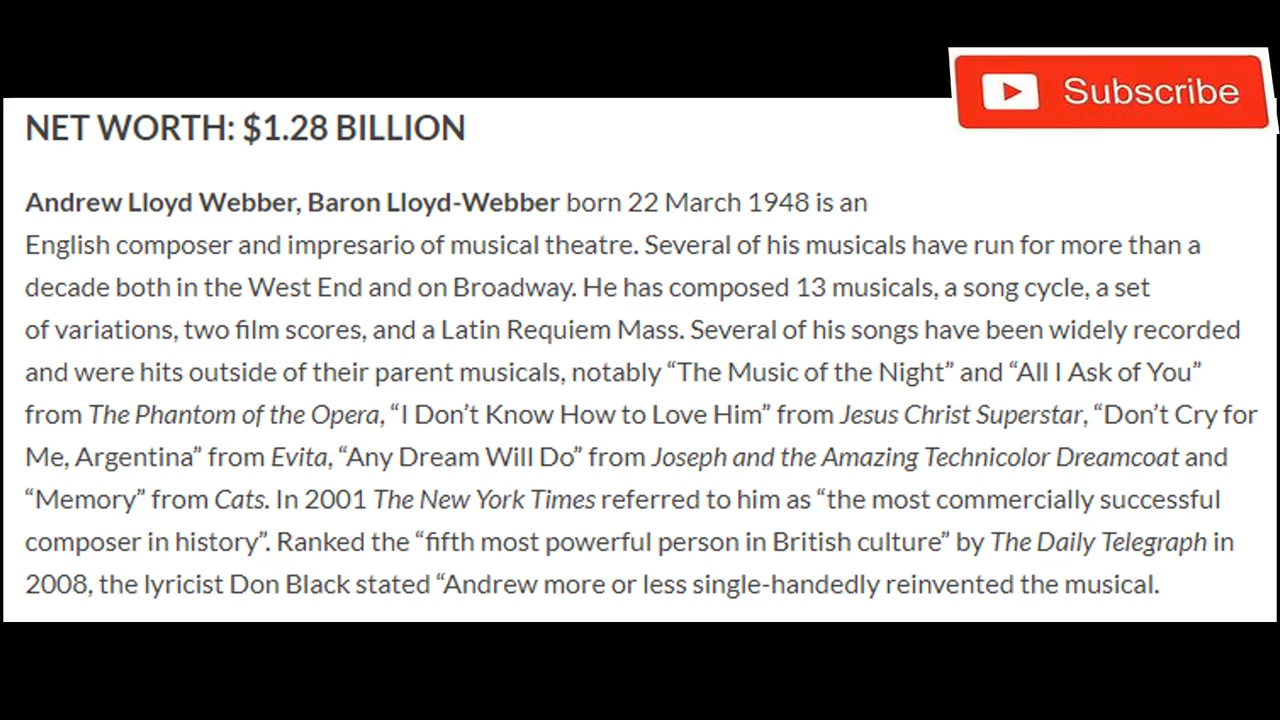 Subscribe
NET WORTH: $1.28 BILLION
Andrew Lloyd Webber, Baron Lloyd-Webber born 22 March 1948 is an
English composer and impresario of musical theatre. Several of his musicals have run for more than a
decade both in the West End and on Broadway. He has composed 13 musicals, a song cycle, a set
of variations, two film scores, and a Latin Requiem Mass. Several of his songs have been widely recorded
and were hits outside of their parent musicals, notably “The Music of the Night” and “All I Ask of You”
from The Phantom of the Opera, “I Don’t Know How to Love Him” from Jesus Christ Superstar, “Don’t Cry for
Me, Argentina” from Evita, “Any Dream Will Do” from Joseph and the Amazing Technicolor Dreamcoat and
“Memory” from Cats. In 2001 The New York Times referred to him as “the most commercially successful
composer in history”. Ranked the “fifth most powerful person in British culture” by The Daily Telegraph in
2008, the lyricist Don Black stated “Andrew more or less single-handedly reinvented the musical.